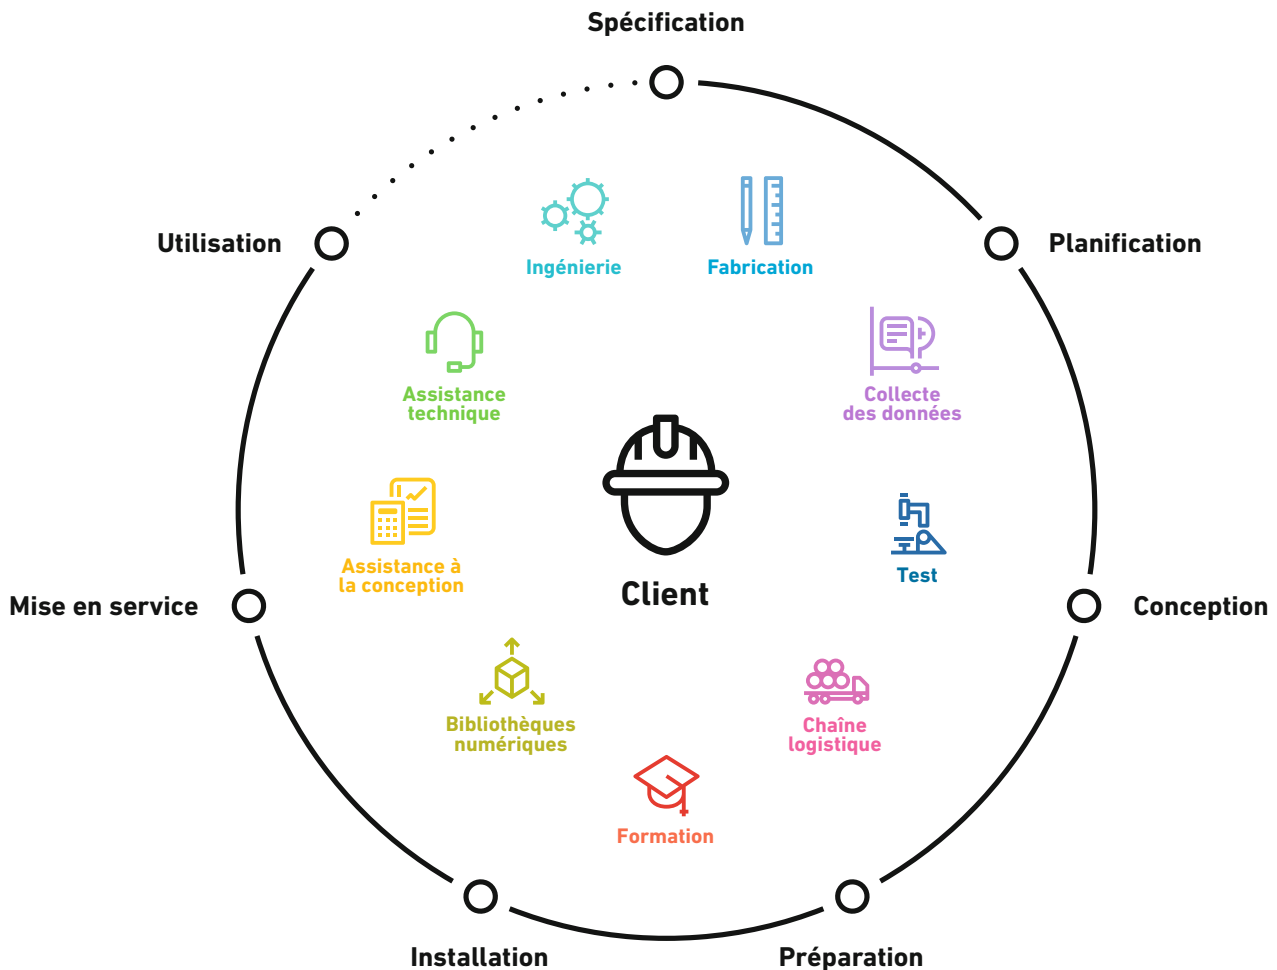 Spécification
Utilisation
Planification
Ingénierie
Fabrication
Assistance
technique
Collecte
des données
Assistance à
la conception
Client
Test
Mise en service
Conception
Bibliothèques
numériques
Chaîne
logistique
Formation
Installation
Préparation